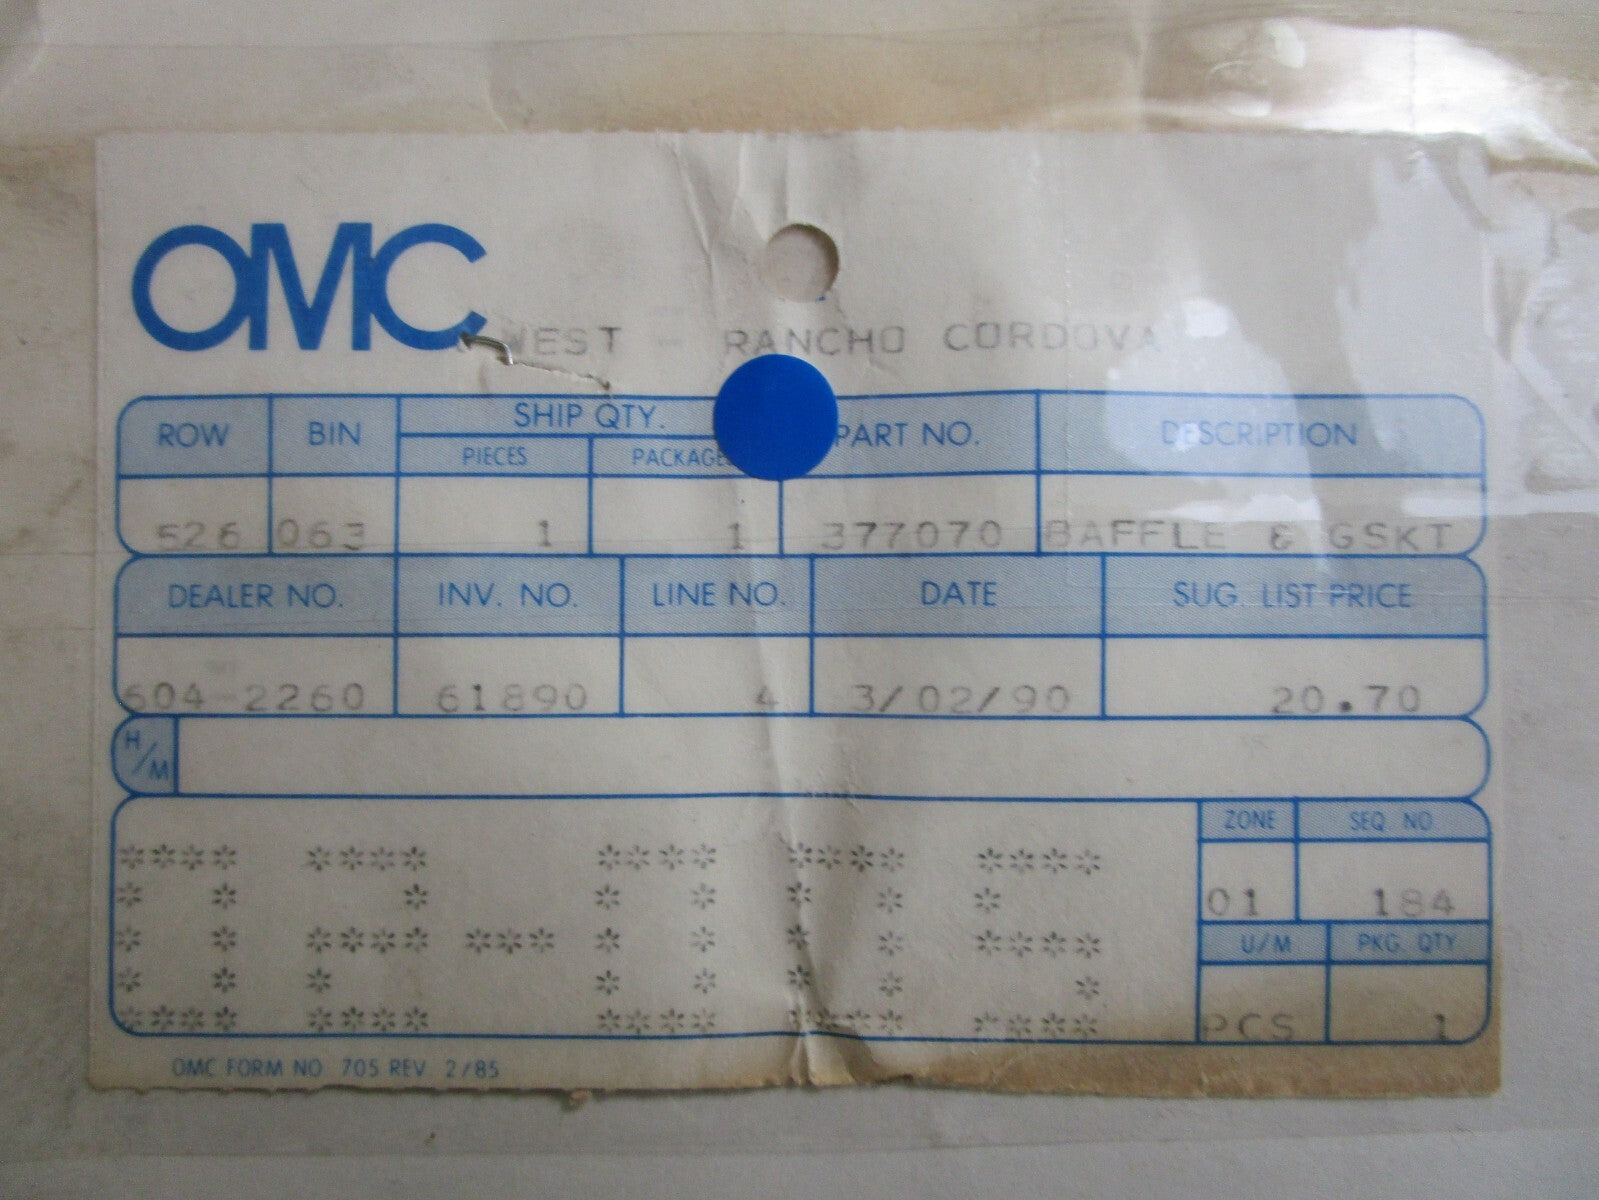 OMC
WEST - RANCHO CORDOVA
ROW BIN SHIP QTY. PART NO. DESCRIPTION
PIECES
526 063 1 1 377070 BAFFLE & GSKT
DEALER NO. INV. NO. LINE NO. DATE SUG. LIST PRICE
604-2260 61890 4 3/02/90 20.70
H/M
ZONE SEQ NO
01 184
02-005
U/M PKG. QTY
PCS 1
OMC FORM NO 705 REV 2/85